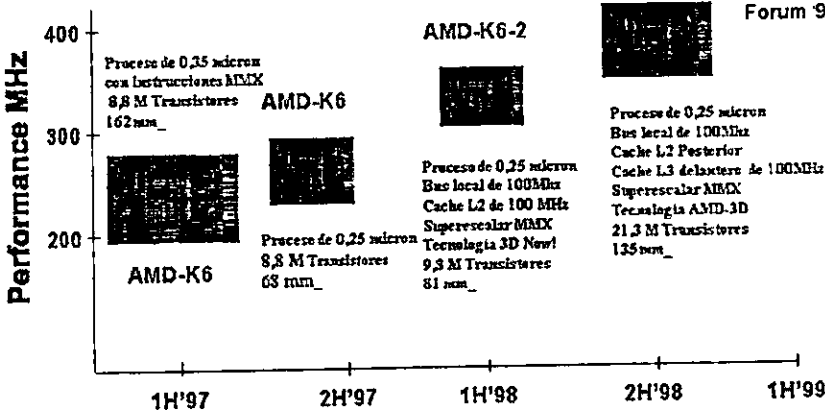 Forum 9
Performance MHz
400
300
200
Proceso de 0,35 micron
con instrucciones MMX
8,8 M Transistores
162mm_
AMD-K6
AMD-K6
Proceso de 0,25 micron
8,8 M Transistores
68 mm_
AMD-K6-2
Proceso de 0,25 micron
Bus local de 100Mhz
Cache L2 de 100 MHz
Superescalar MMX
Tecnologia 3D Now!
9,3 M Transistores
81 mm_
Proceso de 0,25 micron
Bus local de 100Mhz
Cache L2 Posterior
Cache L3 delantero de 100MHz
Superescalar MMX
Tecnologia AMD-3D
21,3 M Transistores
135mm_
1H'97
2H'97
1H'98
2H'98
1H'99